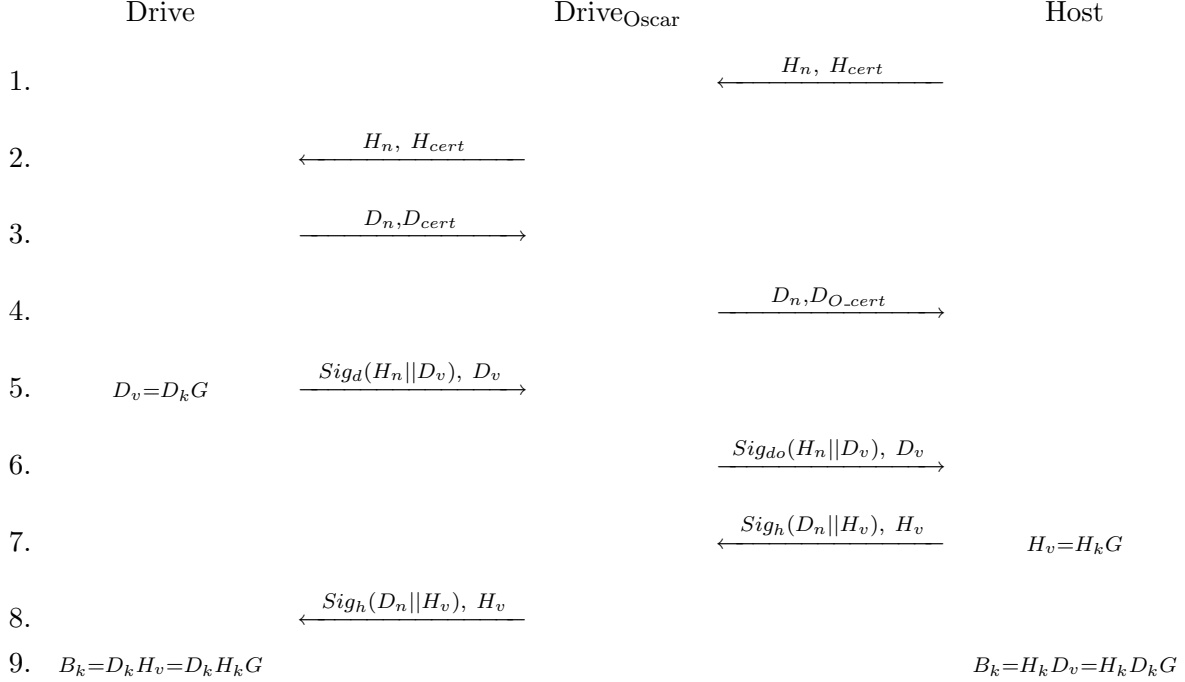 Drive Drive_Oscar Host
1. H_n, H_cert
2. H_n, H_cert
3. D_n,D_cert
4. D_n,D_{O_cert}
5. D_v=D_kG Sig_d(H_n||D_v), D_v
6. Sig_do(H_n||D_v), D_v
7. Sig_h(D_n||H_v), H_v H_v=H_kG
8. Sig_h(D_n||H_v), H_v
9. B_k=D_kH_v=D_kH_kG B_k=H_kD_v=H_kD_kG